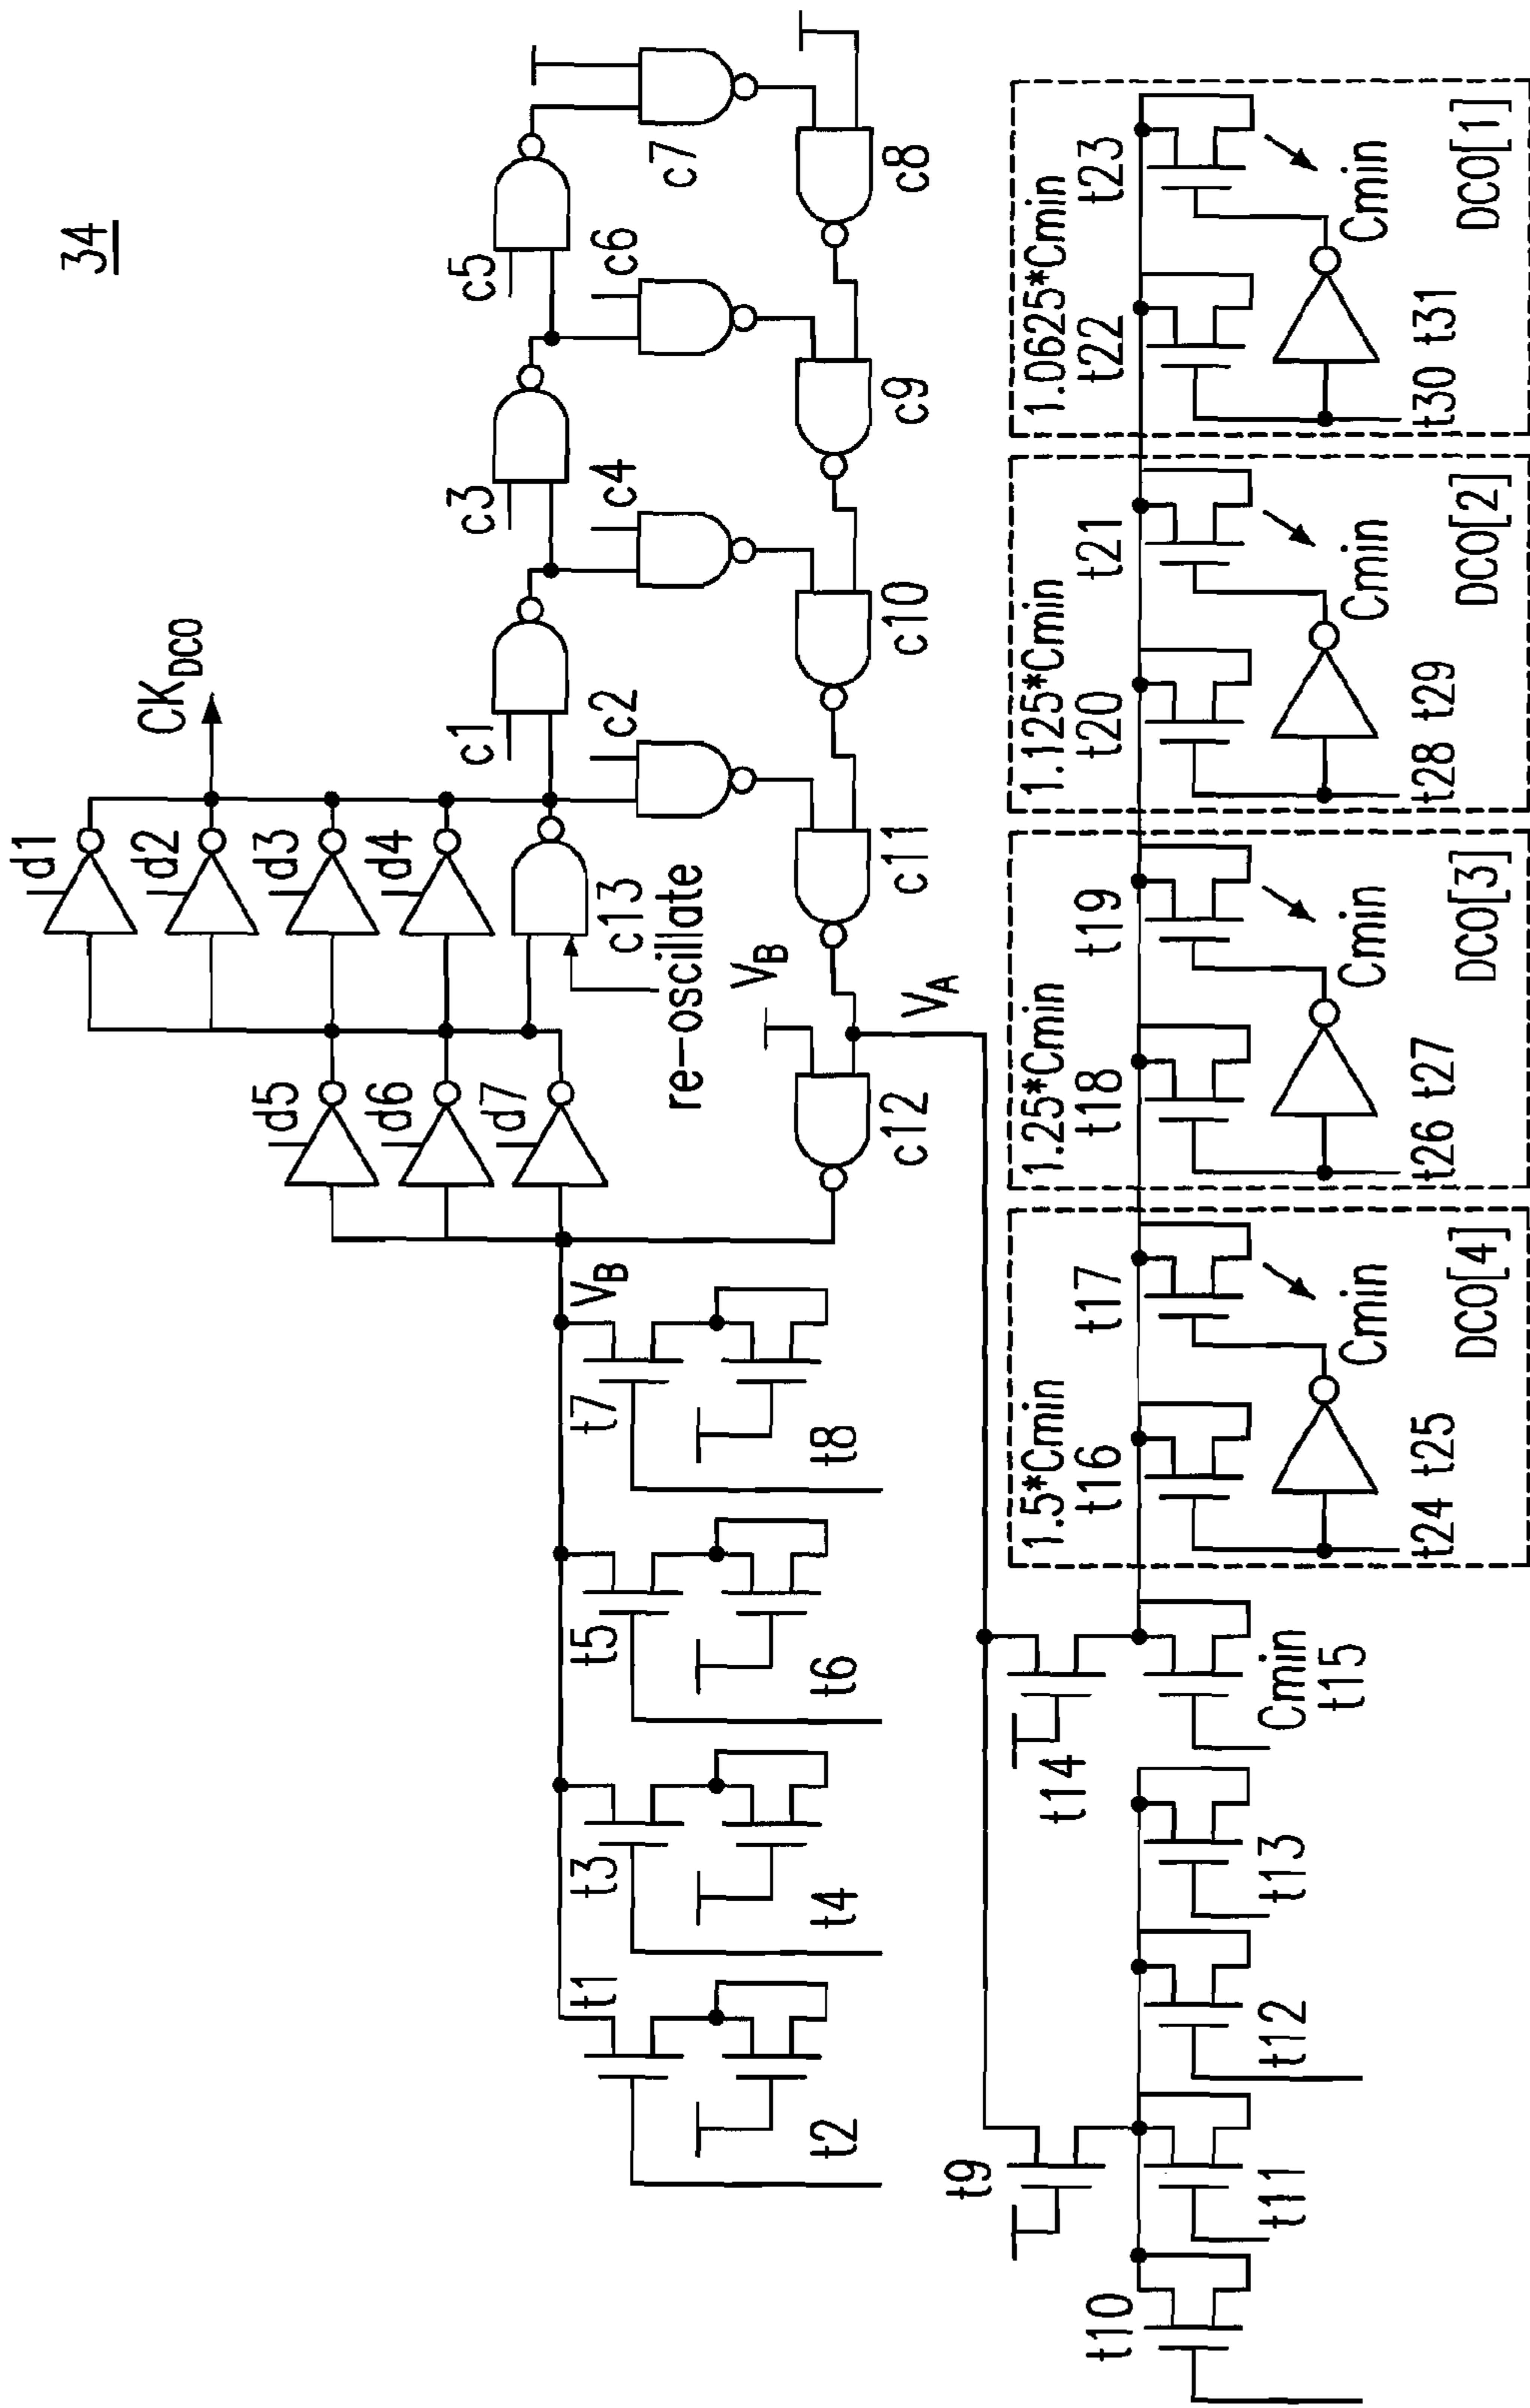 34
CK_DCO
d1
d2
d3
d4
d5
d6
d7
c1
c2
c3
c4
c5
c6
c7
c8
c9
c10
c11
c12
c13
re-oscillate
V_B
V_A
V_B
t1
t2
t3
t4
t5
t6
t7
t8
t9
t10
t11
t12
t13
t14
Cmin
t15
1.5*Cmin
t16
t17
Cmin
t24 t25
DCO[4]
1.25*Cmin
t18
t19
Cmin
t26 t27
DCO[3]
1.125*Cmin
t20
t21
Cmin
t28 t29
DCO[2]
1.0625*Cmin
t22
t23
Cmin
t30 t31
DCO[1]